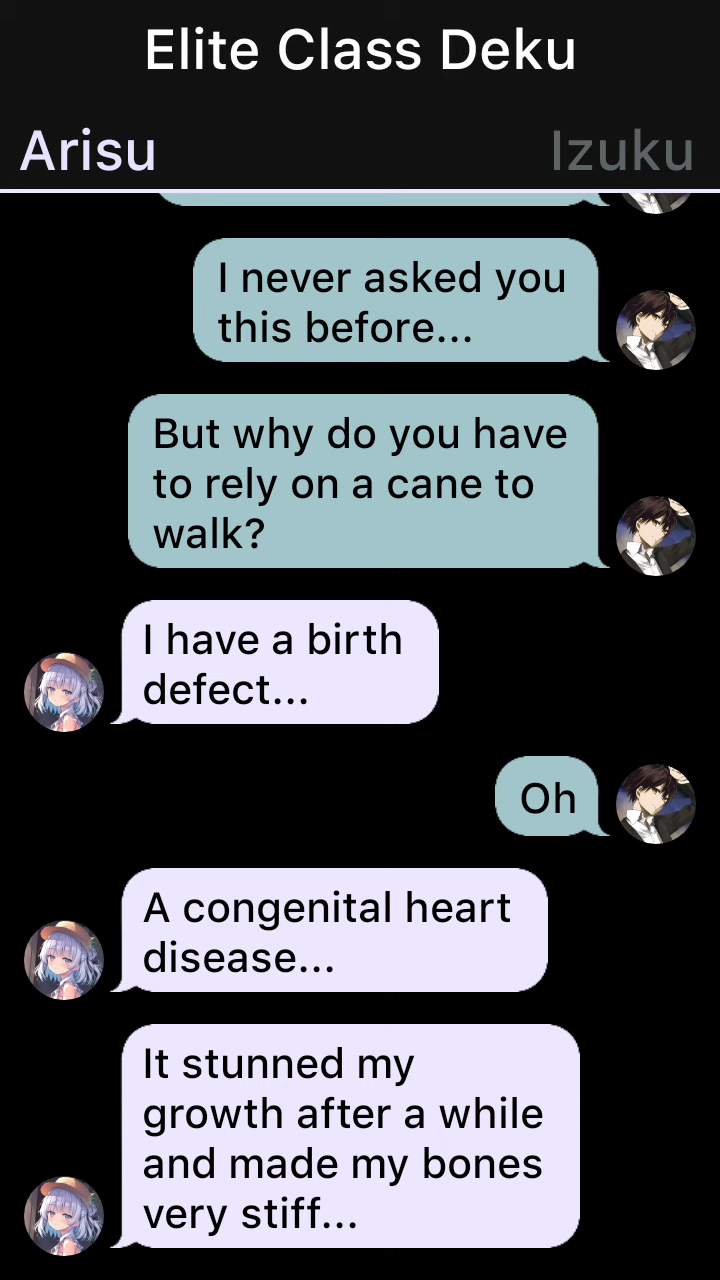 Elite Class Deku
Arisu Izuku
I never asked you
this before...
But why do you have
to rely on a cane to
walk?
I have a birth
defect...
Oh
A congenital heart
disease...
It stunned my
growth after a while
and made my bones
very stiff...